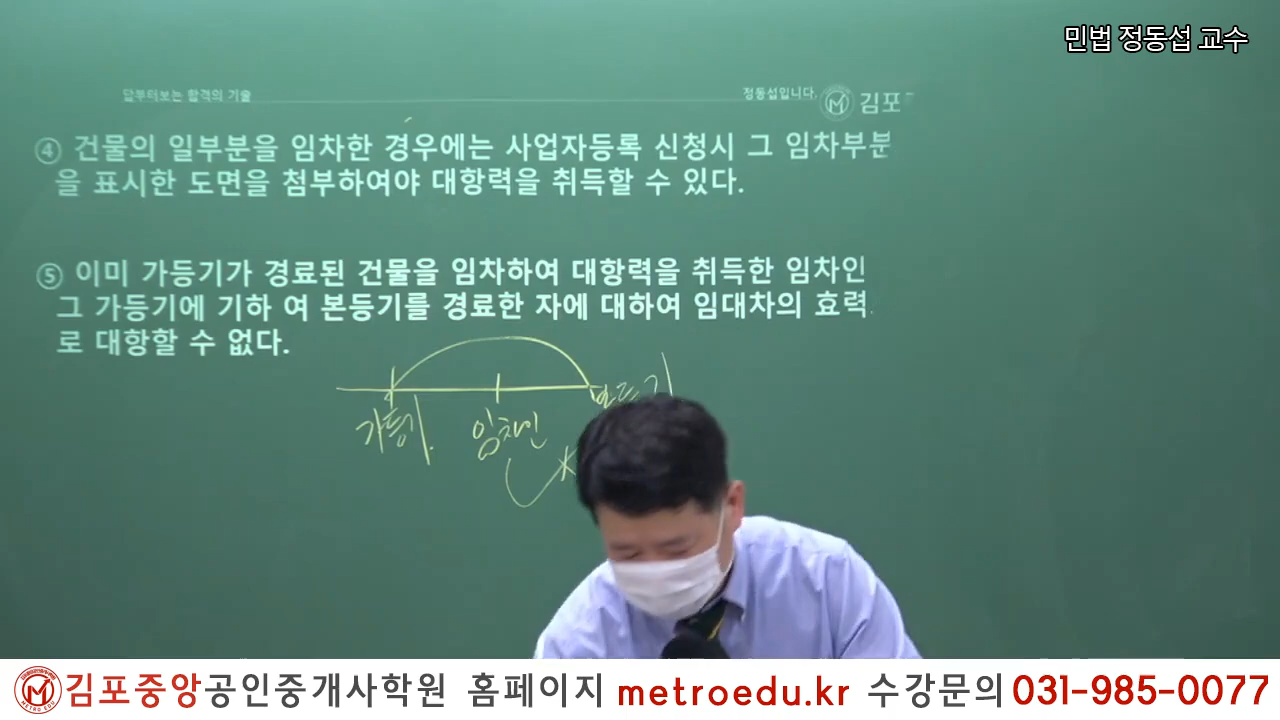 민법 정동섭 교수
답부터보는 합격의 기술
정동섭입니다.
김포
④ 건물의 일부분을 임차한 경우에는 사업자등록 신청시 그 임차부분
을 표시한 도면을 첨부하여야 대항력을 취득할 수 있다.
⑤ 이미 가등기가 경료된 건물을 임차하여 대항력을 취득한 임차인
그 가등기에 기하 여 본등기를 경료한 자에 대하여 임대차의 효력
로 대항할 수 없다.
본등기
가등기.
임차인
김포중앙공인중개사학원 홈페이지 metroedu.kr 수강문의 031-985-0077